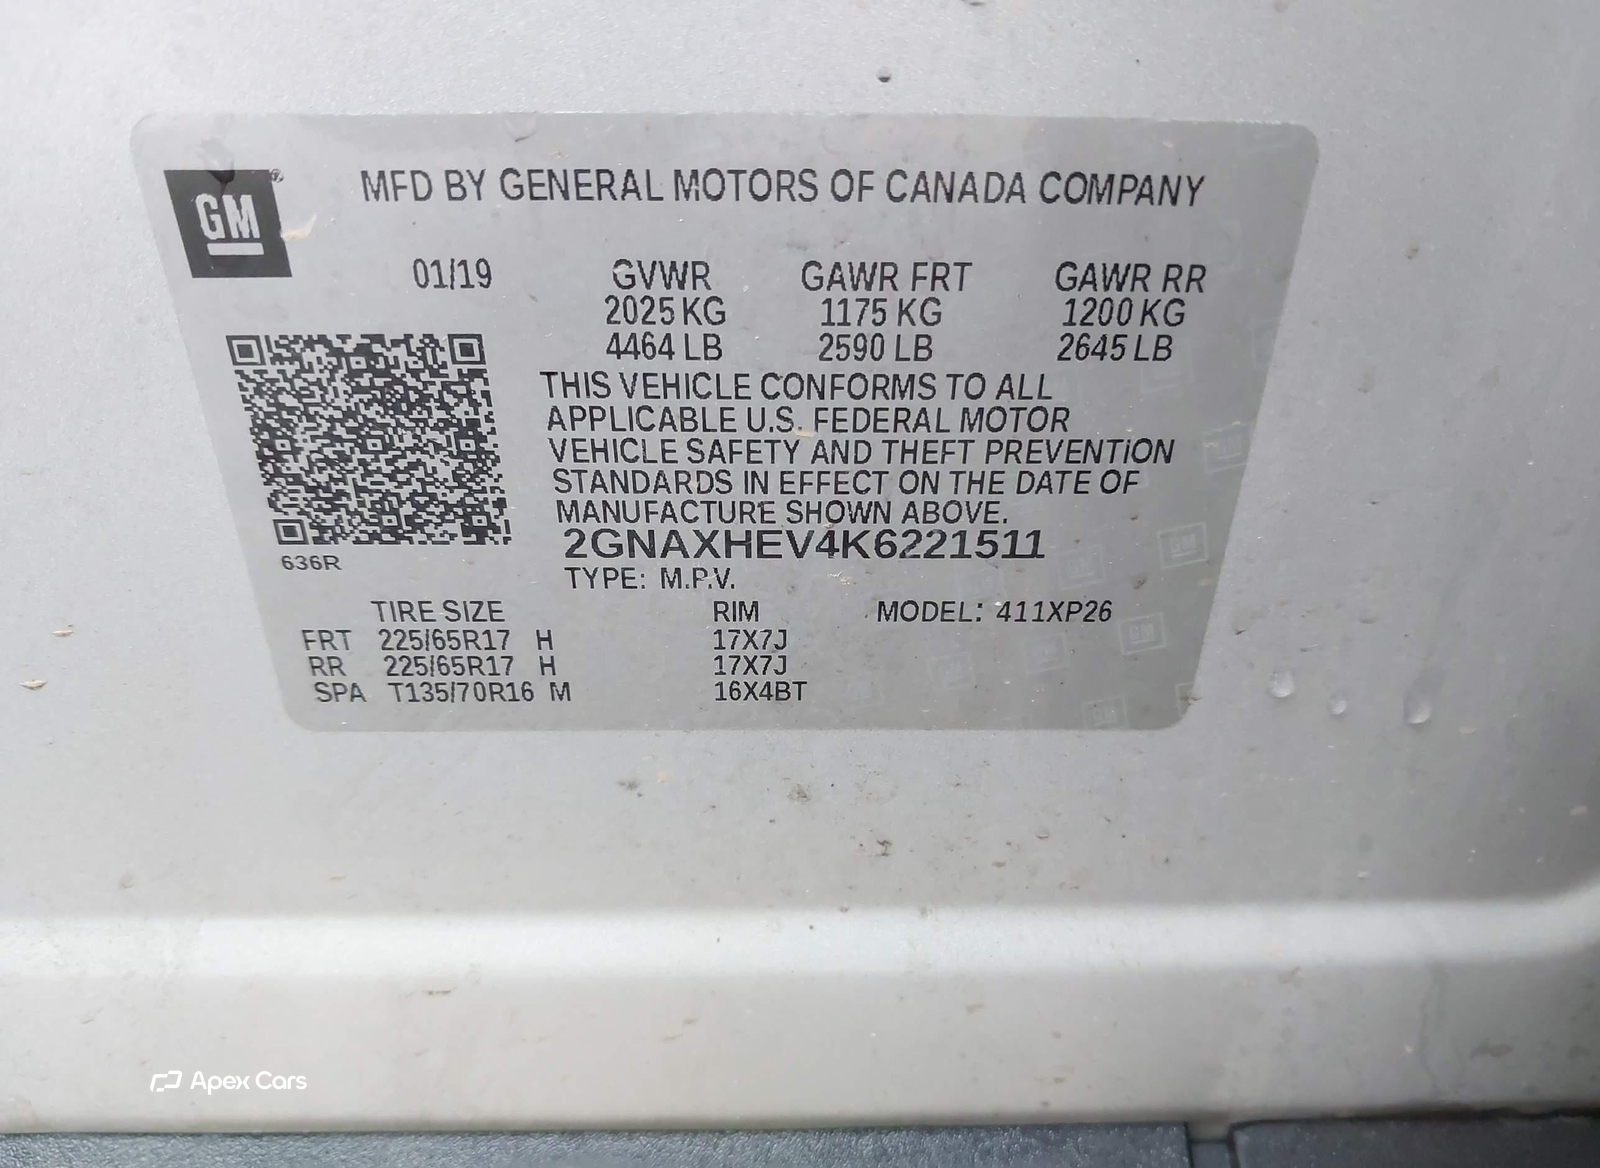 GM®
MFD BY GENERAL MOTORS OF CANADA COMPANY
01/19 GVWR GAWR FRT GAWR RR
2025 KG 1175 KG 1200 KG
4464 LB 2590 LB 2645 LB
THIS VEHICLE CONFORMS TO ALL
APPLICABLE U.S. FEDERAL MOTOR
VEHICLE SAFETY AND THEFT PREVENTION
STANDARDS IN EFFECT ON THE DATE OF
MANUFACTURE SHOWN ABOVE.
2GNAXHEV4K6221511
636R
TYPE: M.P.V.
TIRE SIZE RIM MODEL: 411XP26
FRT 225/65R17 H 17X7J
RR 225/65R17 H 17X7J
SPA T135/70R16 M 16X4BT
Apex Cars